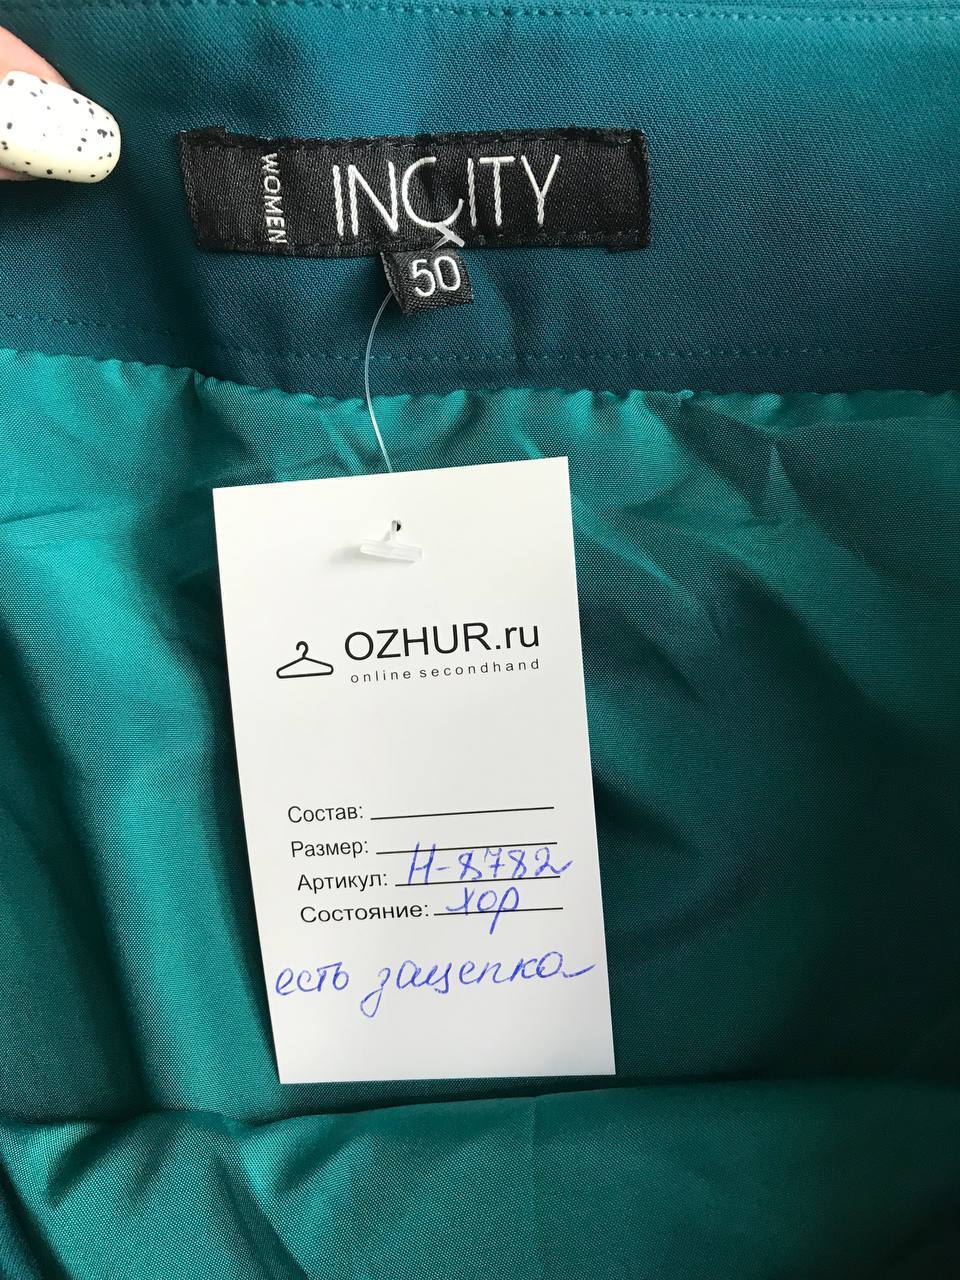 WOMEN
INCITY
50
OZHUR.ru
online secondhand
Состав:
Размер:
Артикул: Н-8782
Состояние: хор
есть зацепка